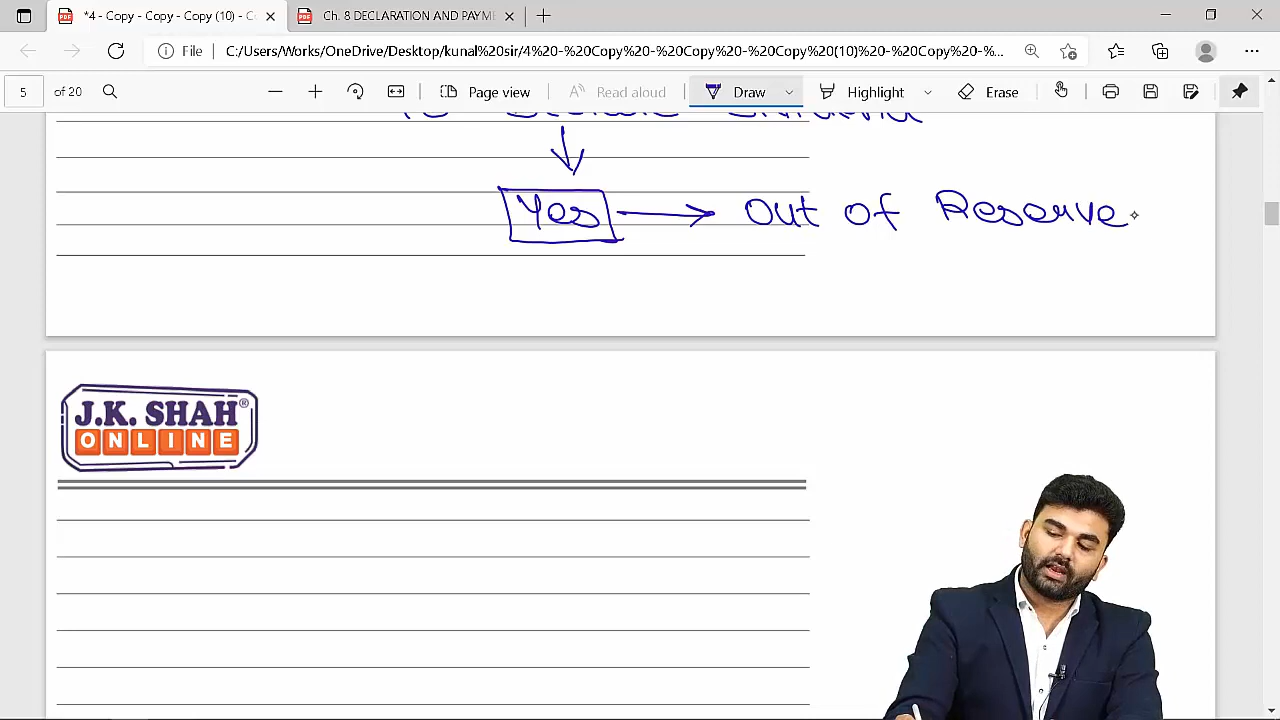 *4 - Copy - Copy - Copy (10) - C
Ch. 8 DECLARATION AND PAYM
File
C:/Users/Works/OneDrive/Desktop/kunal%20sir/4%20-%20Copy%20-%20Copy%20-%20Copy%20(10)%20-%20Copy%20-%...
5 of 20
Page view
Read aloud
Draw
Highlight
Erase
Yes → Out of Reserve
J.K. SHAH®
ONLINE